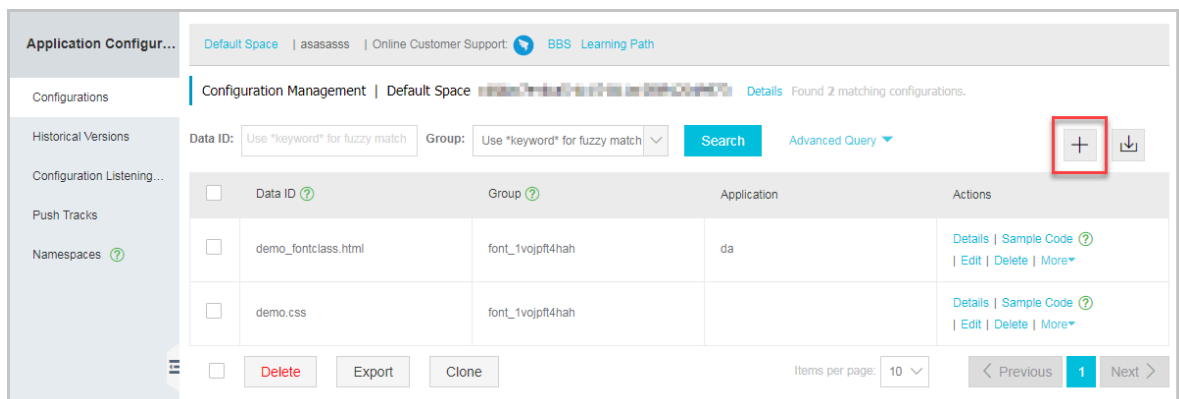 Application Configur...
Default Space | asasasss | Online Customer Support: BBS Learning Path
Configurations
Configuration Management | Default Space Details Found 2 matching configurations.
Historical Versions
Data ID: Use *keyword* for fuzzy match Group: Use *keyword* for fuzzy match Search Advanced Query
Configuration Listening...
Data ID ? Group ? Application Actions
Push Tracks
Namespaces ?
demo_fontclass.html font_1vojpft4hah da Details | Sample Code ?
| Edit | Delete | More
demo.css font_1vojpft4hah Details | Sample Code ?
| Edit | Delete | More
Delete Export Clone Items per page: 10 < Previous 1 Next >